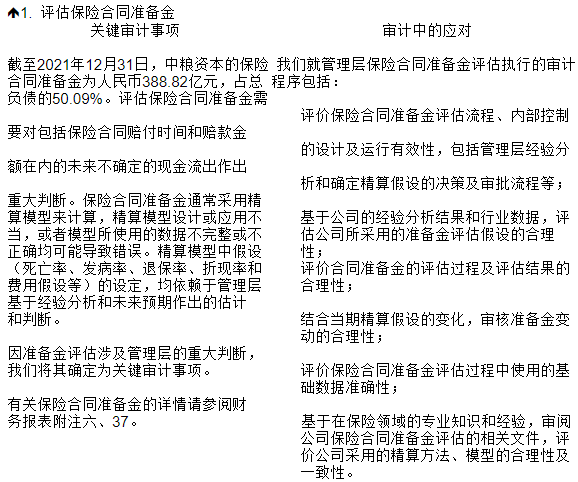 1. 评估保险合同准备金
关键审计事项
审计中的应对
截至2021年12月31日，中粮资本的保险
合同准备金为人民币388.82亿元，占总
负债的50.09%。评估保险合同准备金需
要对包括保险合同赔付时间和赔款金
额在内的未来不确定的现金流出作出
重大判断。保险合同准备金通常采用精
算模型来计算，精算模型设计或应用不
当，或者模型所使用的数据不完整或不
正确均可能导致错误。精算模型中假设
（死亡率、发病率、退保率、折现率和
费用假设等）的设定，均依赖于管理层
基于经验分析和未来预期作出的估计
和判断。
因准备金评估涉及管理层的重大判断，
我们将其确定为关键审计事项。
有关保险合同准备金的详情请参阅财
务报表附注六、37。
我们就管理层保险合同准备金评估执行的审计
程序包括：
评价保险合同准备金评估流程、内部控制
的设计及运行有效性，包括管理层经验分
析和确定精算假设的决策及审批流程等；
基于公司的经验分析结果和行业数据，评
估公司所采用的准备金评估假设的合理
性；
评价合同准备金的评估过程及评估结果的
合理性；
结合当期精算假设的变化，审核准备金变
动的合理性；
评价保险合同准备金评估过程中使用的基
础数据准确性；
基于在保险领域的专业知识和经验，审阅
公司保险合同准备金评估的相关文件，评
价公司采用的精算方法、模型的合理性及
一致性。